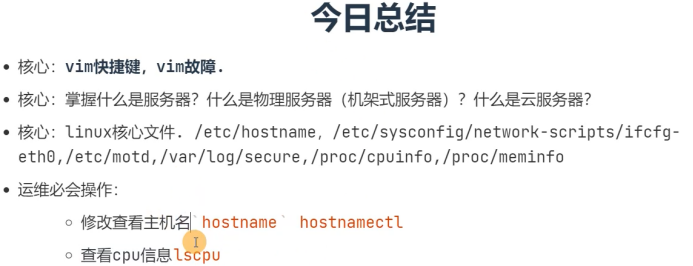 今日总结
核心：vim快捷键，vim故障.
核心：掌握什么是服务器？什么是物理服务器（机架式服务器）？什么是云服务器？
核心：linux核心文件. /etc/hostname，/etc/sysconfig/network-scripts/ifcfg-
eth0,/etc/motd,/var/log/secure,/proc/cpuinfo,/proc/meminfo
运维必会操作：
修改查看主机名`hostname` hostnamectl
查看cpu信息lscpu